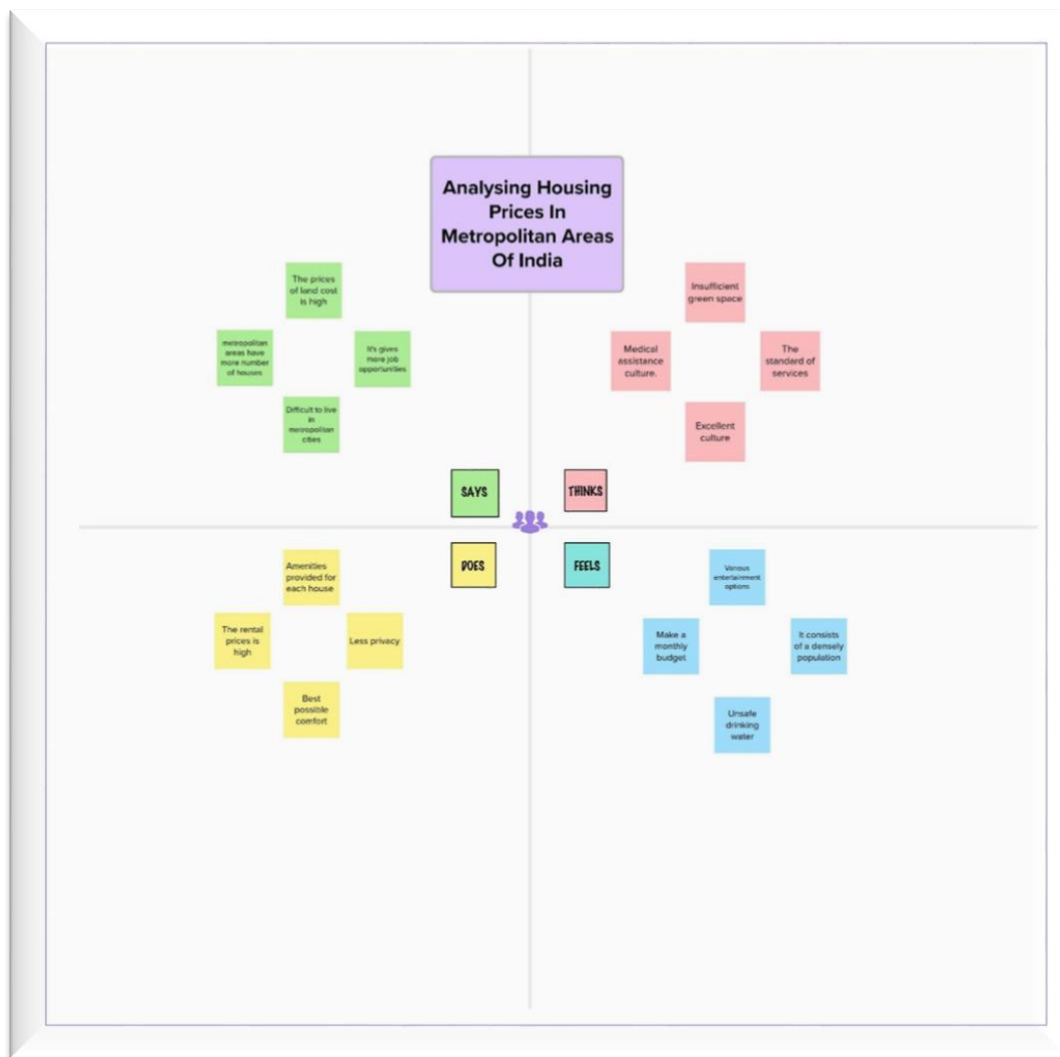 Analysing Housing
Prices In
Metropolitan Areas
Of India
The prices
of land cost
is high
metropolitan
areas have
more number
of houses
It's gives
more job
opportunities
Difficult to live
in
metropolitan
cities
Insufficient
green space
Medical
assistance
culture.
The
standard of
services
Excellent
culture
SAYS
THINKS
DOES
FEELS
Amenities
provided for
each house
The rental
prices is
high
Less privacy
Best
possible
comfort
Various
entertainment
options
Make a
monthly
budget
It consists
of a densely
population
Unsafe
drinking
water